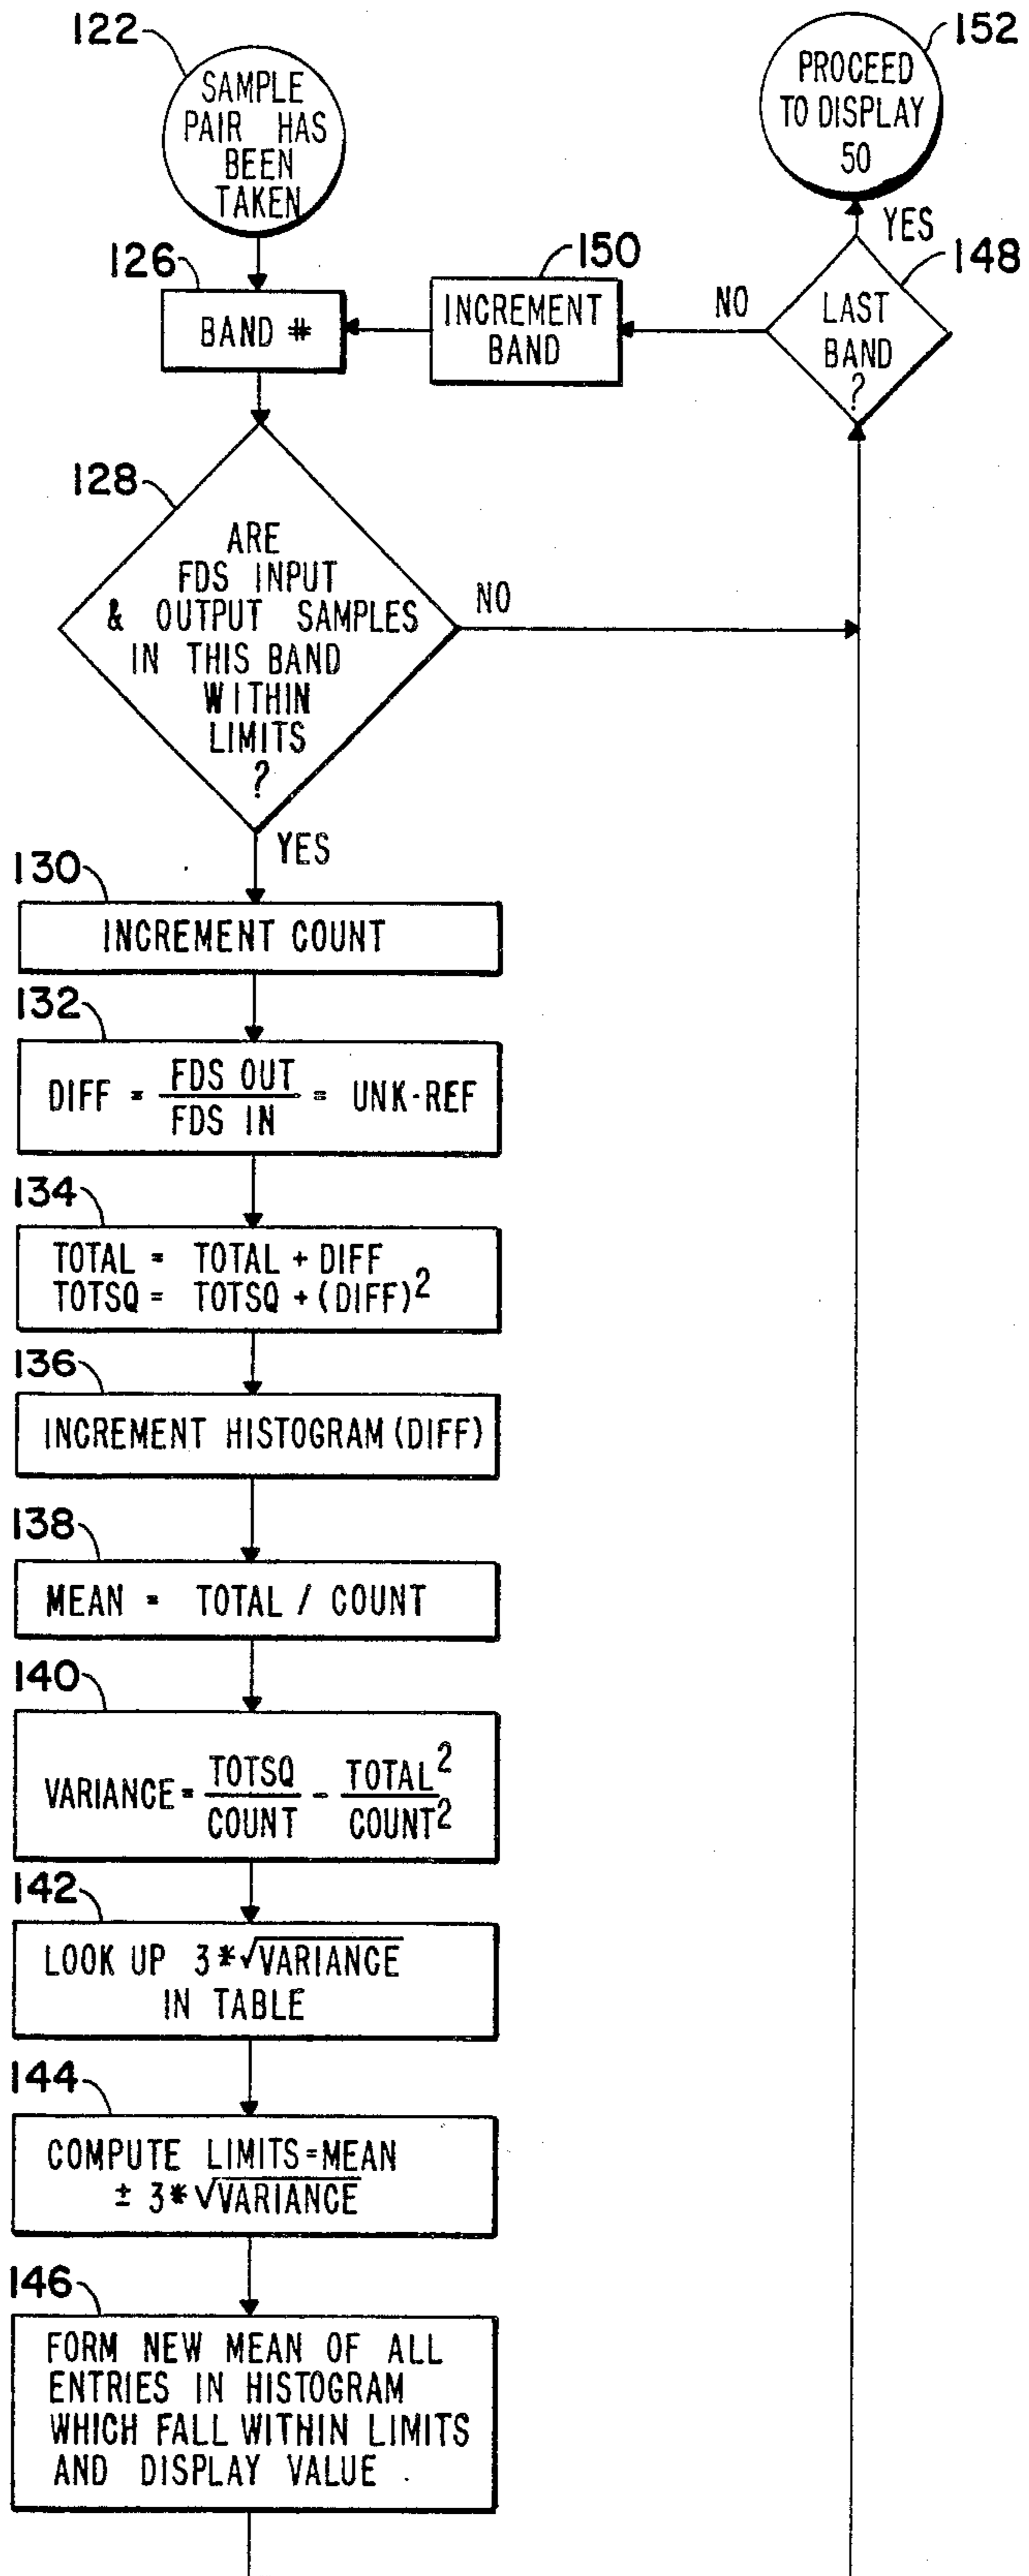 122
SAMPLE
PAIR HAS
BEEN
TAKEN
152
PROCEED
TO DISPLAY
50
YES
126
BAND #
150
INCREMENT
BAND
NO
148
LAST
BAND
?
128
ARE
FDS INPUT
& OUTPUT SAMPLES
IN THIS BAND
WITHIN
LIMITS
?
NO
YES
130
INCREMENT COUNT
132
DIFF = FDS OUT / FDS IN = UNK-REF
134
TOTAL = TOTAL + DIFF
TOTSQ = TOTSQ + (DIFF)²
136
INCREMENT HISTOGRAM (DIFF)
138
MEAN = TOTAL / COUNT
140
VARIANCE = TOTSQ / COUNT - TOTAL² / COUNT²
142
LOOK UP 3*√VARIANCE
IN TABLE
144
COMPUTE LIMITS=MEAN
± 3*√VARIANCE
146
FORM NEW MEAN OF ALL
ENTRIES IN HISTOGRAM
WHICH FALL WITHIN LIMITS
AND DISPLAY VALUE .